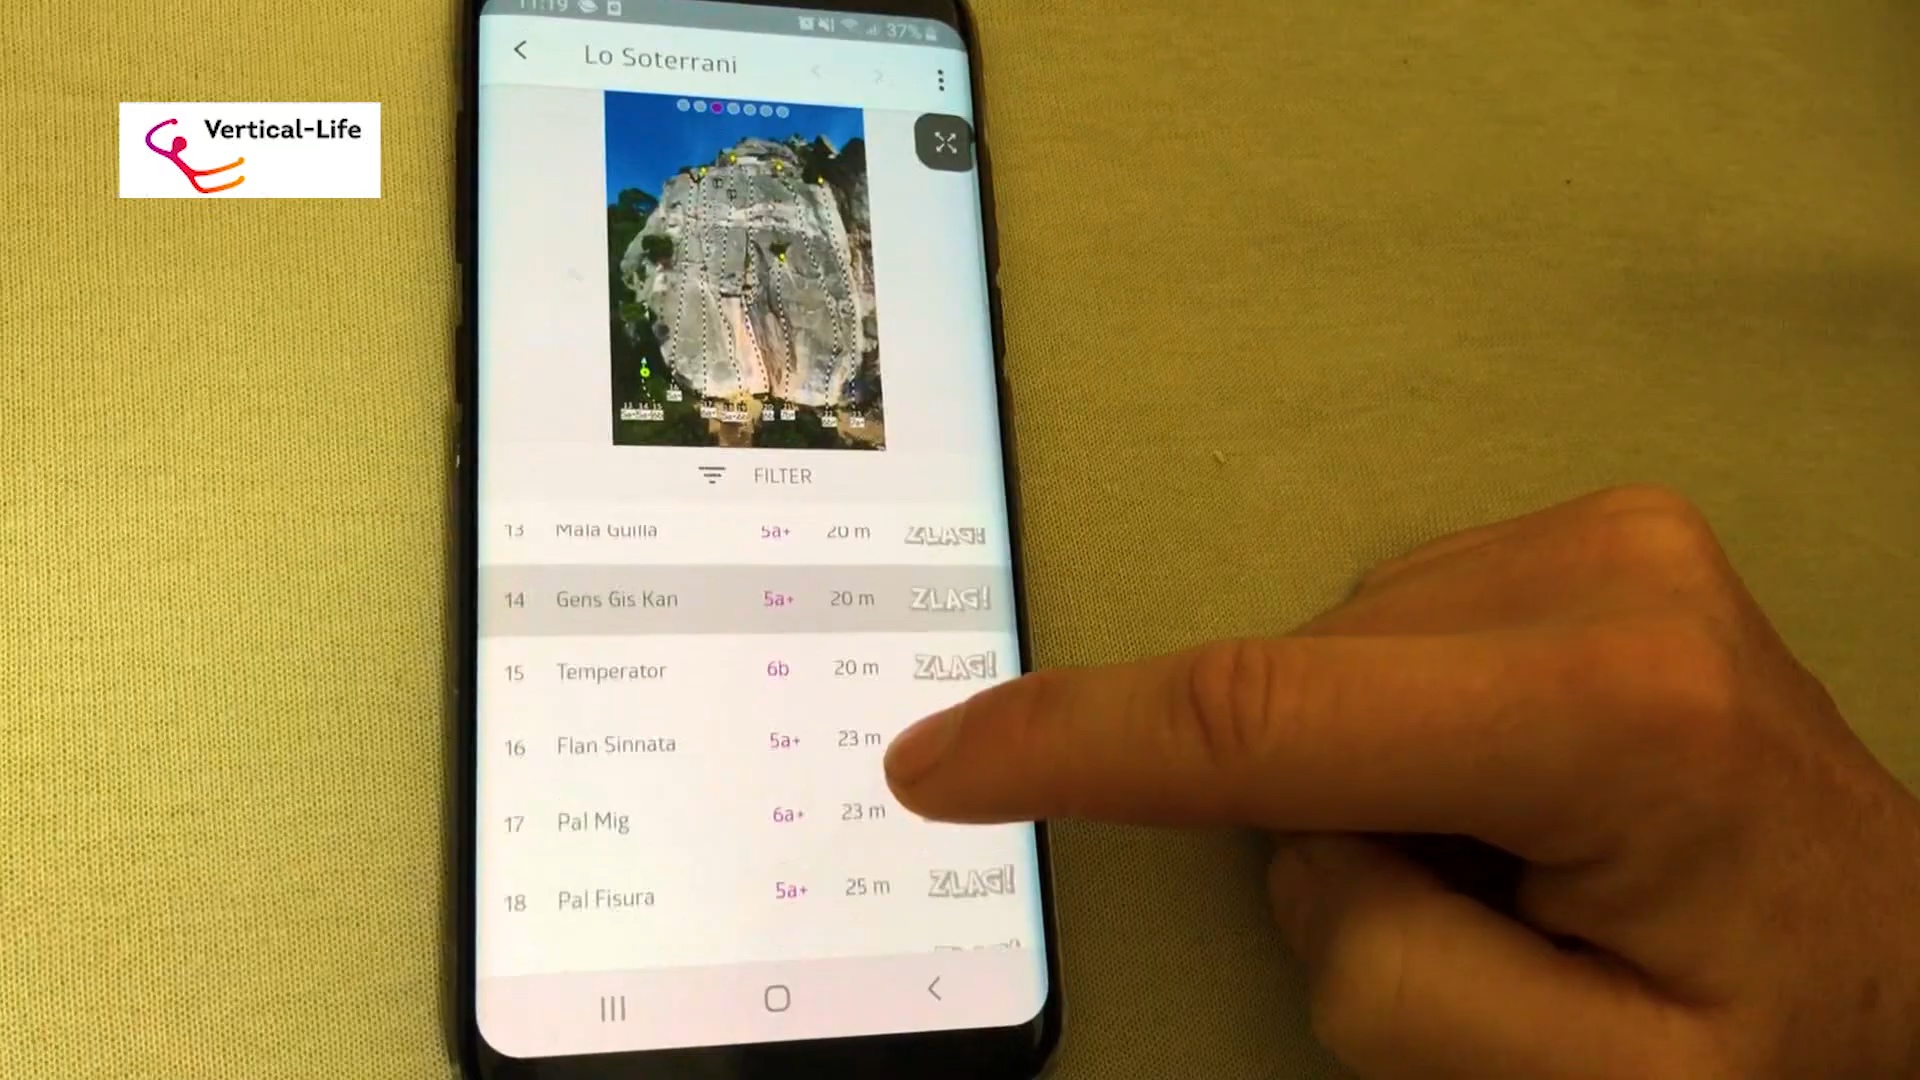 11:19
37%
Lo Soterrani
Vertical-Life
FILTER
13 Mala Guilla 5a+ 20 m ZLAG!
14 Gens Gis Kan 5a+ 20 m ZLAG!
15 Temperator 6b 20 m ZLAG!
16 Flan Sinnata 5a+ 23 m
17 Pal Mig 6a+ 23 m
18 Pal Fisura 5a+ 25 m ZLAG!